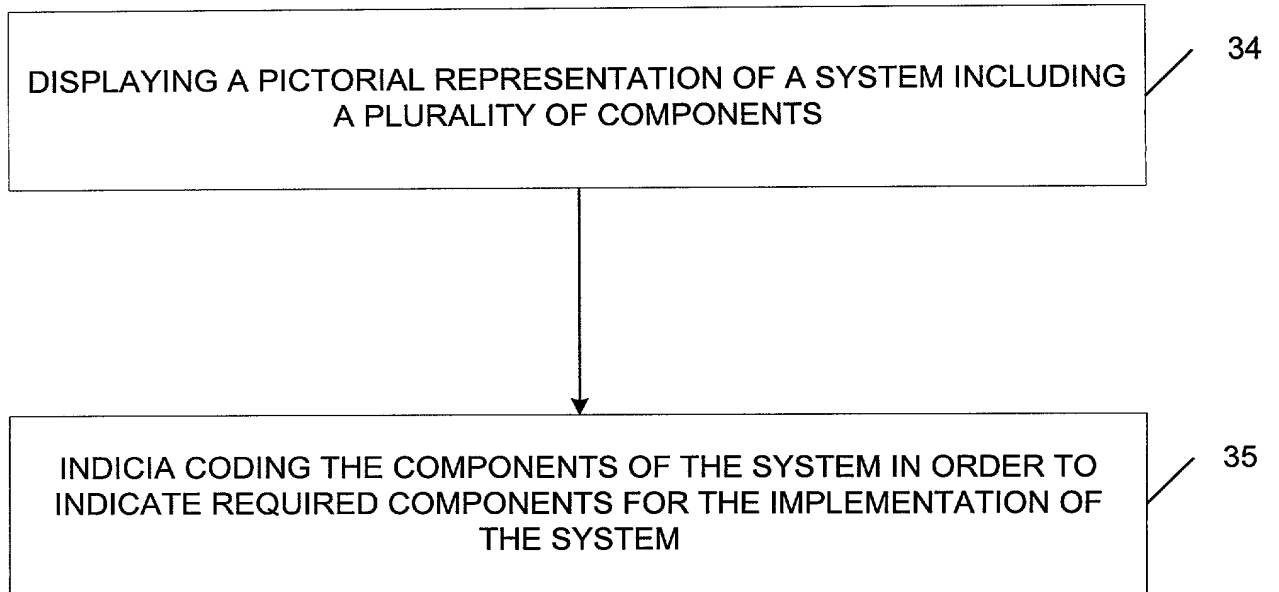 DISPLAYING A PICTORIAL REPRESENTATION OF A SYSTEM INCLUDING
A PLURALITY OF COMPONENTS
34
INDICIA CODING THE COMPONENTS OF THE SYSTEM IN ORDER TO
INDICATE REQUIRED COMPONENTS FOR THE IMPLEMENTATION OF
THE SYSTEM
35